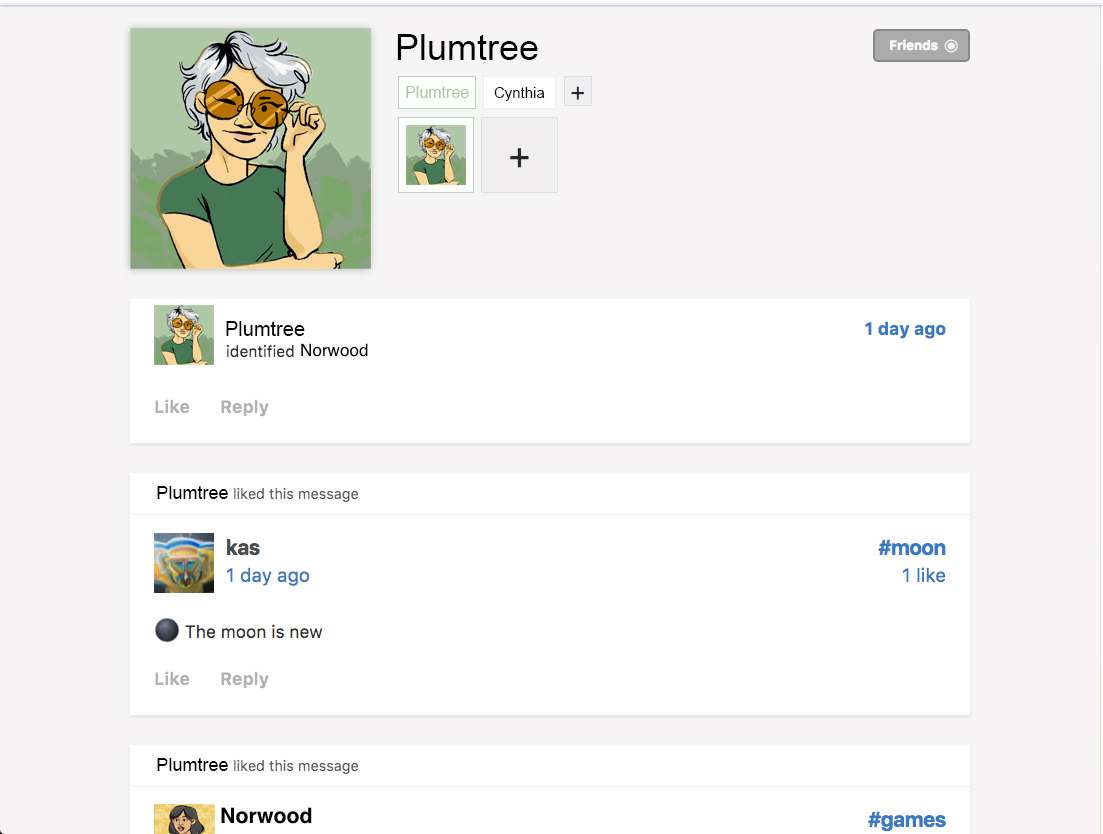 Plumtree
Friends
Plumtree Cynthia +
+
Plumtree
1 day ago
identified Norwood
Like Reply
Plumtree liked this message
kas
#moon
1 day ago
1 like
The moon is new
Like Reply
Plumtree liked this message
Norwood
#games